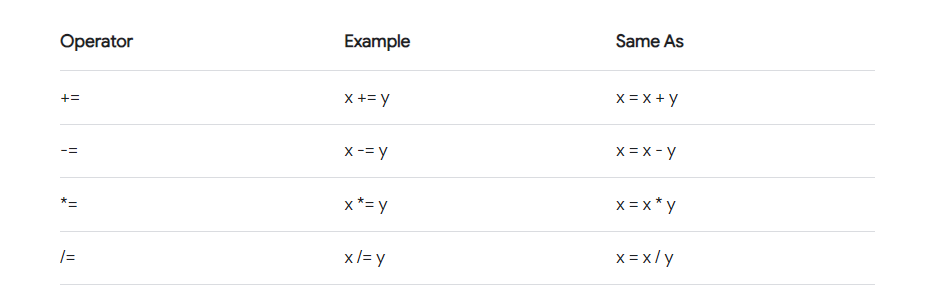 Operator Example Same As
+= x += y x = x + y
-= x -= y x = x - y
*= x *= y x = x * y
/= x /= y x = x / y